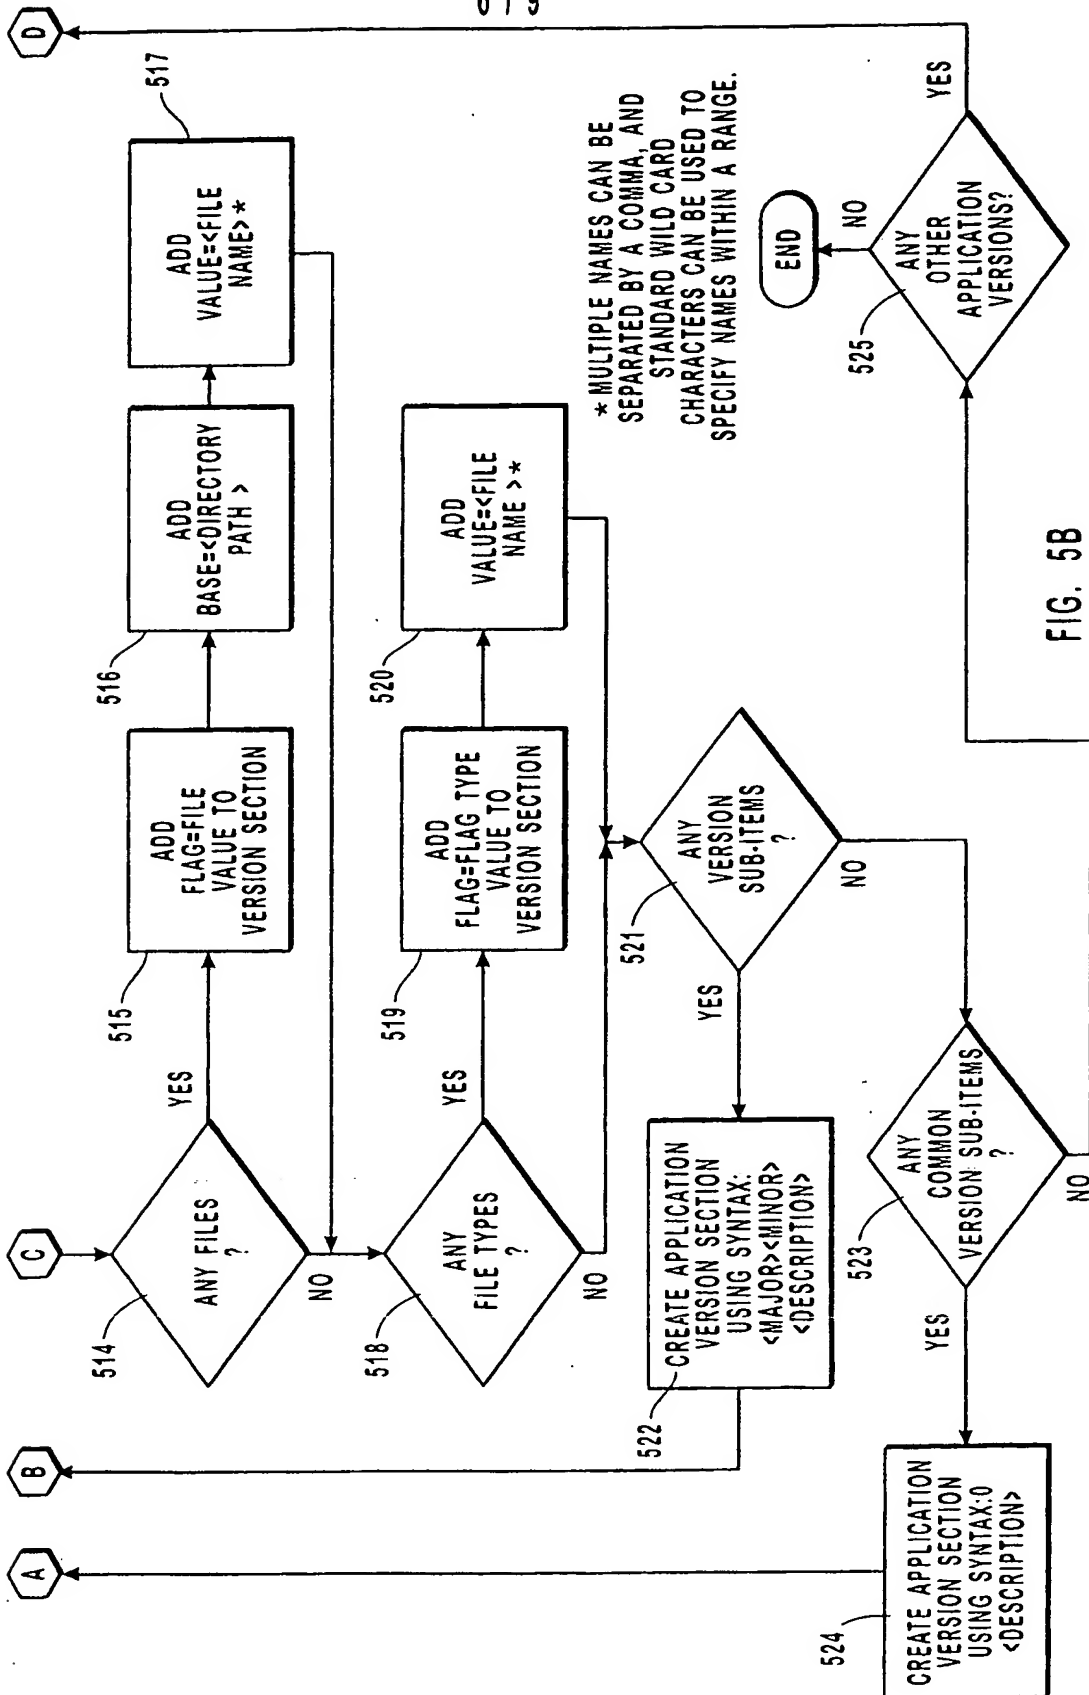 6 / 9
A
B
C
D
514
ANY FILES
?
YES
NO
515
ADD
FLAG=FILE
VALUE TO
VERSION SECTION
516
ADD
BASE=<DIRECTORY
PATH >
517
ADD
VALUE=<FILE
NAME>*
518
ANY
FILE TYPES
?
YES
NO
519
ADD
FLAG=FLAG TYPE
VALUE TO
VERSION SECTION
520
ADD
VALUE=<FILE
NAME >*
* MULTIPLE NAMES CAN BE
SEPARATED BY A COMMA, AND
STANDARD WILD CARD
CHARACTERS CAN BE USED TO
SPECIFY NAMES WITHIN A RANGE.
521
ANY
VERSION
SUB-ITEMS
?
YES
NO
522
CREATE APPLICATION
VERSION SECTION
USING SYNTAX:
<MAJOR><MINOR>
<DESCRIPTION>
523
ANY
COMMON
VERSION SUB-ITEMS
?
YES
NO
524
CREATE APPLICATION
VERSION SECTION
USING SYNTAX:0
<DESCRIPTION>
525
ANY
OTHER
APPLICATION
VERSIONS?
YES
NO
END
FIG. 5B